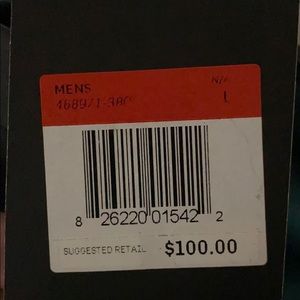 MENS
N/A
L
8 26220 01542 2
SUGGESTED RETAIL $100.00